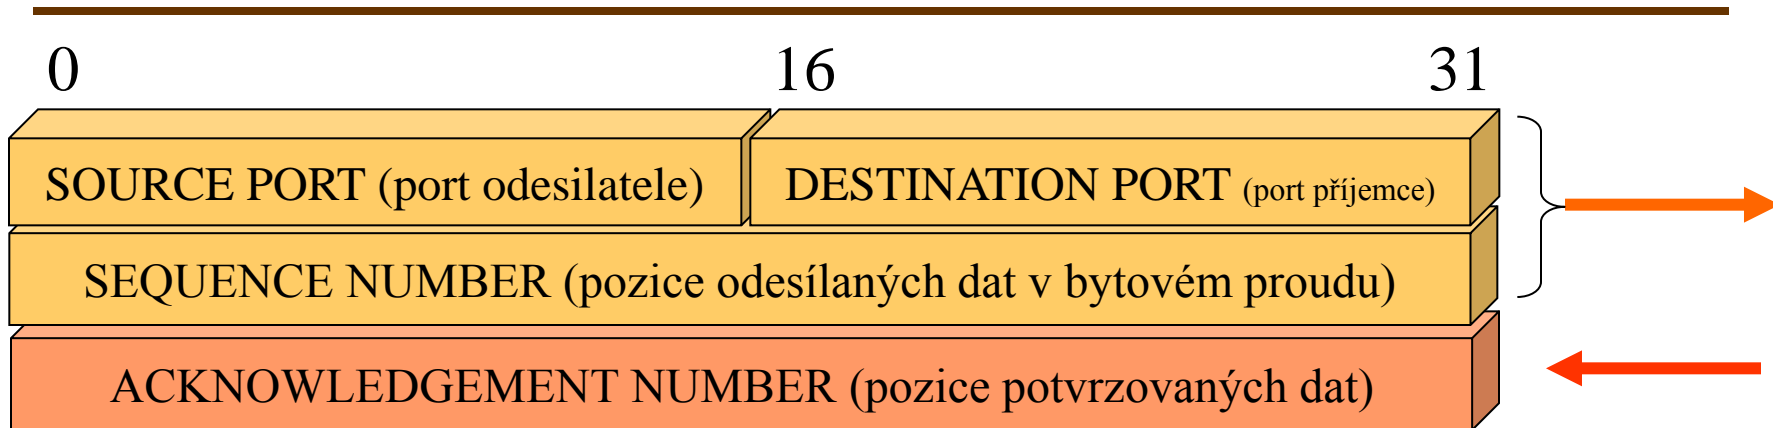 0 16 31
SOURCE PORT (port odesilatele) DESTINATION PORT (port příjemce)
SEQUENCE NUMBER (pozice odesílaných dat v bytovém proudu)
ACKNOWLEDGEMENT NUMBER (pozice potvrzovaných dat)